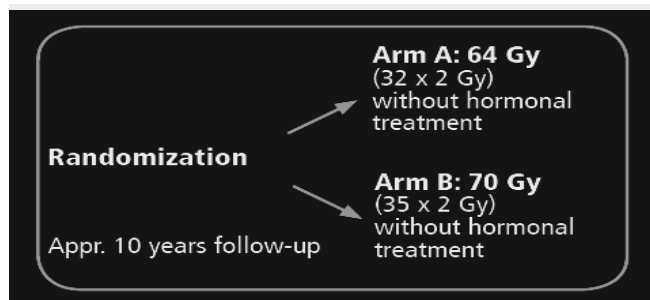 Arm A: 64 Gy
(32 x 2 Gy)
without hormonal
treatment
Randomization
Arm B: 70 Gy
(35 x 2 Gy)
without hormonal
treatment
Appr. 10 years follow-up